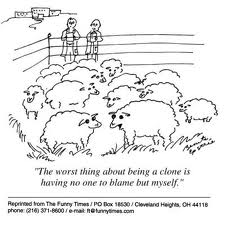 "The worst thing about being a clone is
having no one to blame but myself."
Reprinted from The Funny Times / PO Box 18530 / Cleveland Heights, OH 44118
phone: (216) 371-8600 / e-mail: ft@funnytimes.com